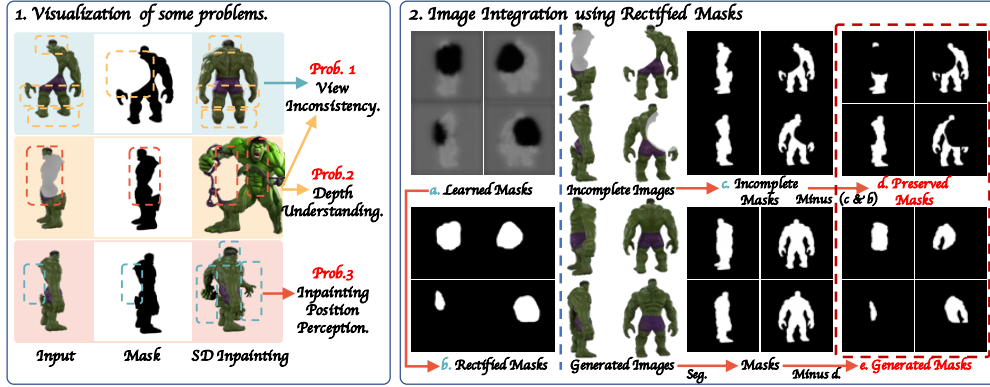 1. Visualization of some problems.
Prob. 1
View
Inconsistency.
Prob.2
Depth
Understanding.
Prob.3
Inpainting
Position
Perception.
Input
Mask
SD Inpainting
2. Image Integration using Rectified Masks
a. Learned Masks
Incomplete Images
c. Incomplete
Masks
Minus (c & b)
d. Preserved
Masks
b. Rectified Masks
Generated Images
Seg.
Masks
Minus d.
e. Generated Masks